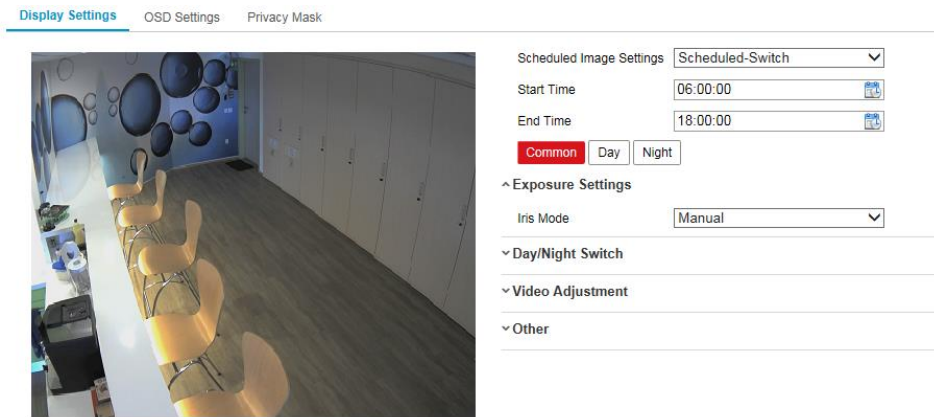 Display Settings OSD Settings Privacy Mask
Scheduled Image Settings Scheduled-Switch
Start Time 06:00:00
End Time 18:00:00
Common Day Night
Exposure Settings
Iris Mode Manual
Day/Night Switch
Video Adjustment
Other